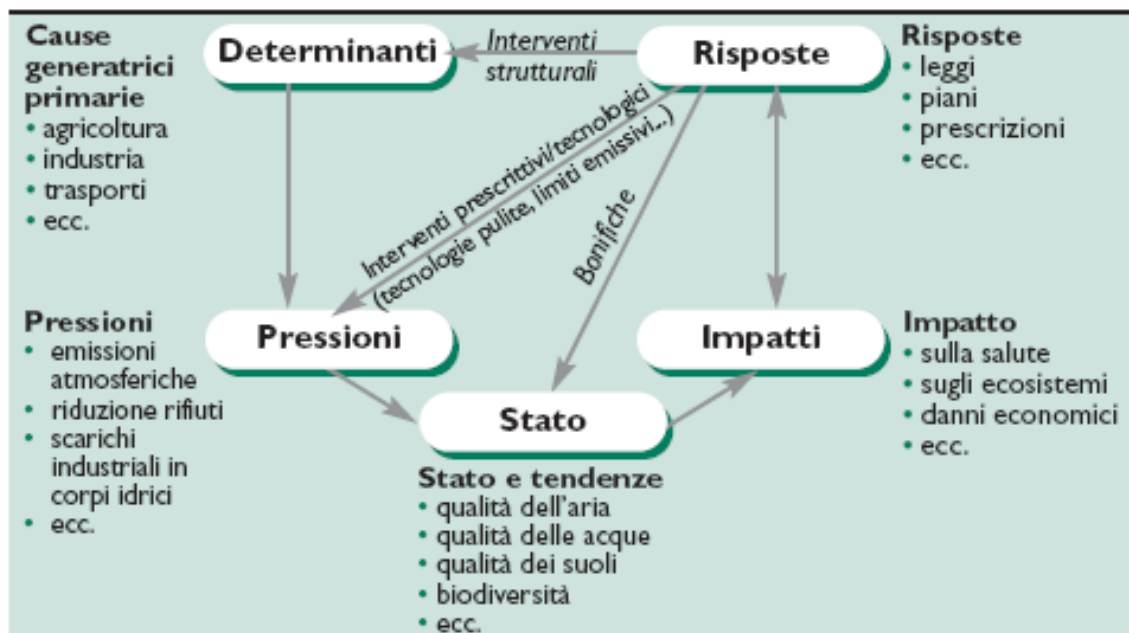 Cause
generatrici
primarie
• agricoltura
• industria
• trasporti
• ecc.
Determinanti
Interventi
strutturali
Risposte
Risposte
• leggi
• piani
• prescrizioni
• ecc.
Interventi prescrittivi/tecnologici
(tecnologie pulite, limiti emissivi...)
Bonifiche
Pressioni
• emissioni
atmosferiche
• riduzione rifiuti
• scarichi
industriali in
corpi idrici
• ecc.
Pressioni
Impatti
Impatto
• sulla salute
• sugli ecosistemi
• danni economici
• ecc.
Stato
Stato e tendenze
• qualità dell'aria
• qualità delle acque
• qualità dei suoli
• biodiversità
• ecc.